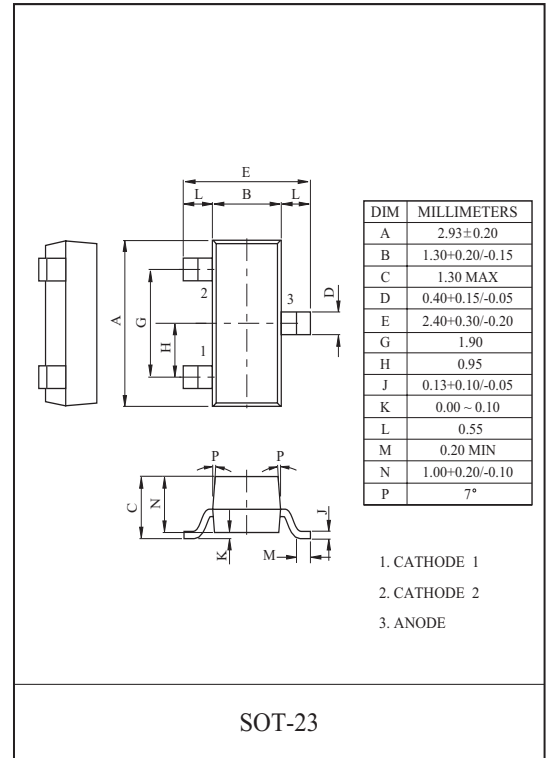 E
L B L
2
3
D
A
G
H
1
P P
C
N
J
K
M
DIM MILLIMETERS
A 2.93±0.20
B 1.30+0.20/-0.15
C 1.30 MAX
D 0.40+0.15/-0.05
E 2.40+0.30/-0.20
G 1.90
H 0.95
J 0.13+0.10/-0.05
K 0.00 ~ 0.10
L 0.55
M 0.20 MIN
N 1.00+0.20/-0.10
P 7°
1. CATHODE 1
2. CATHODE 2
3. ANODE
SOT-23